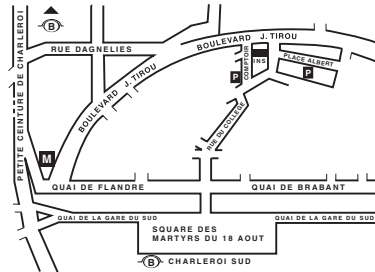 PETITE CEINTURE DE CHARLEROI
B
RUE DAGNELIES
BOULEVARD J. TIROU
BOULEVARD J. TIROU
COMPTOIR
INS
P
PLACE ALBERT
P
RUE DU COLLEGE
M
QUAI DE FLANDRE
QUAI DE BRABANT
QUAI DE LA GARE DU SUD
QUAI DE LA GARE DU SUD
SQUARE DES
MARTYRS DU 18 AOUT
B CHARLEROI SUD